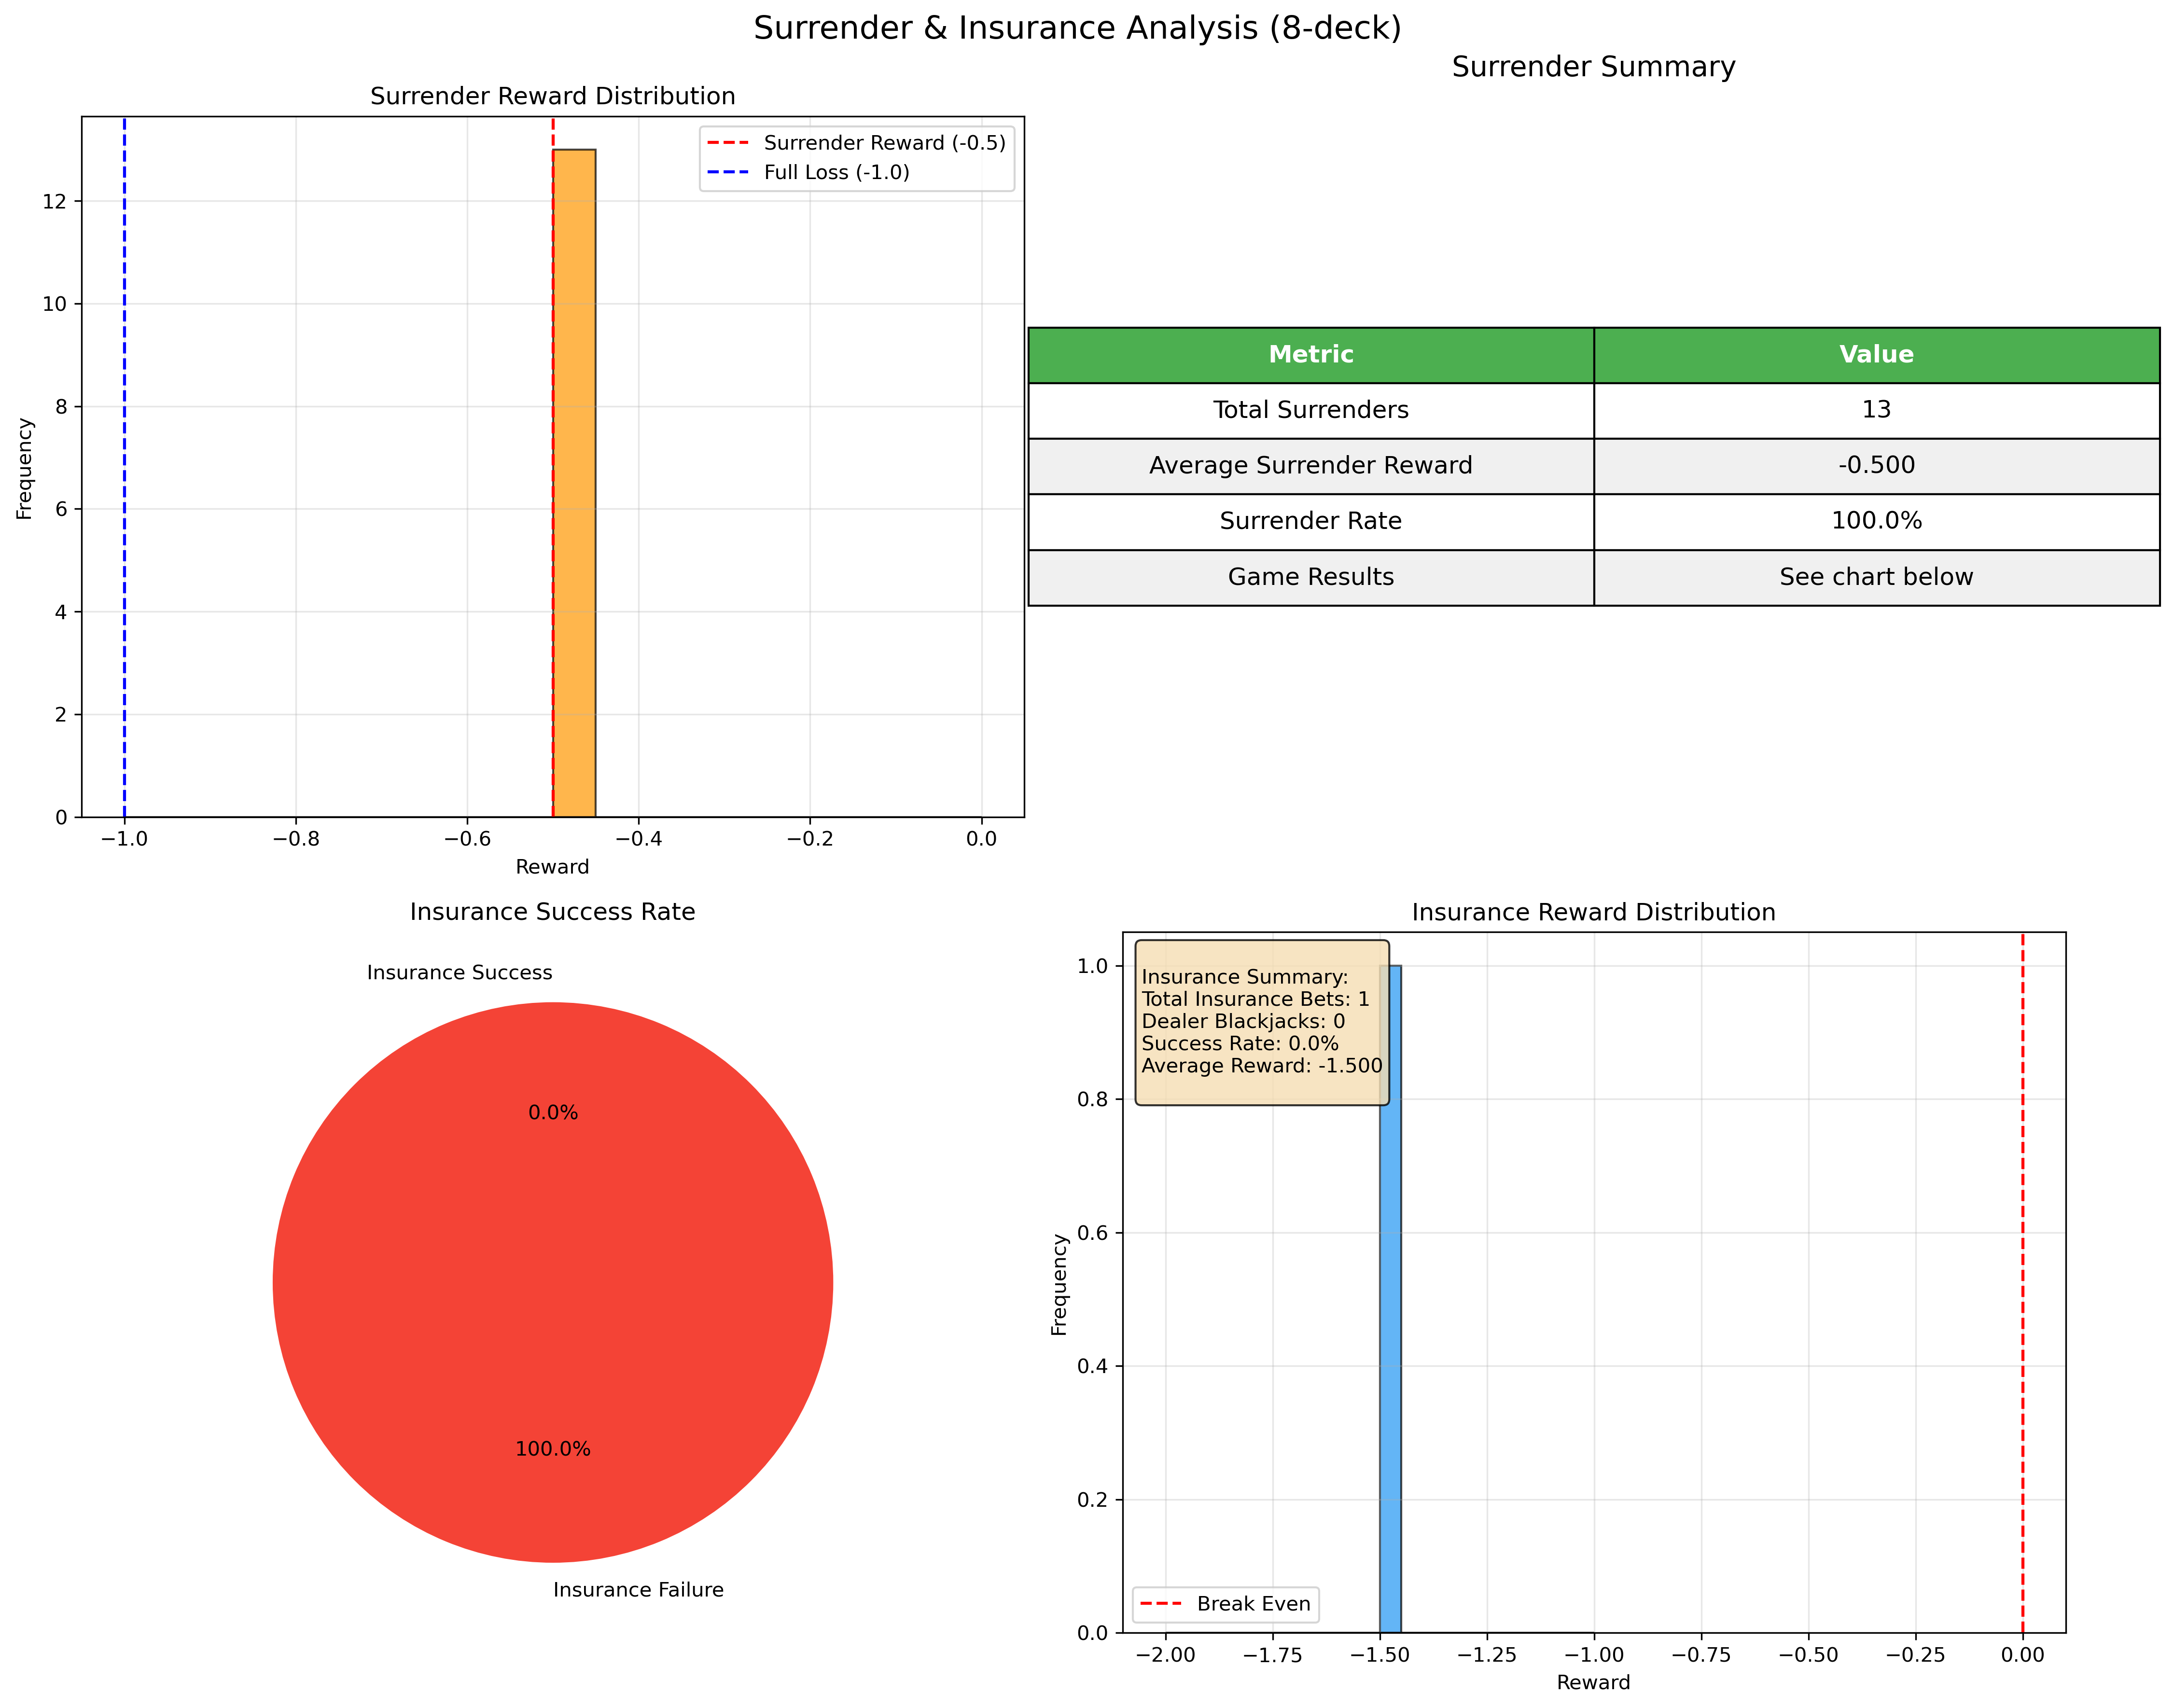 Surrender & Insurance Analysis (8-deck)
Surrender Reward Distribution
Surrender Reward (-0.5)
Full Loss (-1.0)
12
10
8
6
4
2
0
Frequency
−1.0 −0.8 −0.6 −0.4 −0.2 0.0
Reward
Surrender Summary
Metric Value
Total Surrenders 13
Average Surrender Reward -0.500
Surrender Rate 100.0%
Game Results See chart below
Insurance Success Rate
Insurance Success
0.0%
100.0%
Insurance Failure
Insurance Reward Distribution
Insurance Summary:
Total Insurance Bets: 1
Dealer Blackjacks: 0
Success Rate: 0.0%
Average Reward: -1.500
1.0
0.8
0.6
0.4
0.2
0.0
Frequency
Break Even
−2.00 −1.75 −1.50 −1.25 −1.00 −0.75 −0.50 −0.25 0.00
Reward